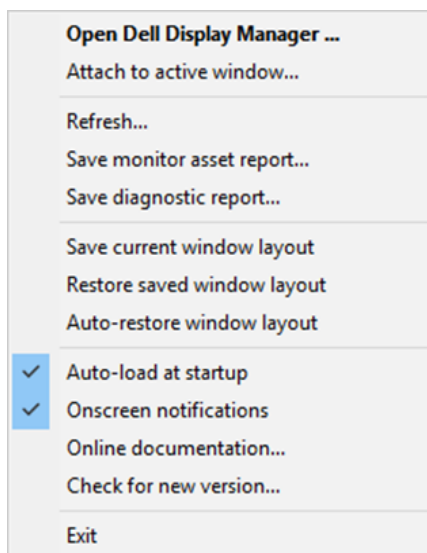 Open Dell Display Manager ...
Attach to active window...
Refresh...
Save monitor asset report...
Save diagnostic report...
Save current window layout
Restore saved window layout
Auto-restore window layout
Auto-load at startup
Onscreen notifications
Online documentation...
Check for new version...
Exit